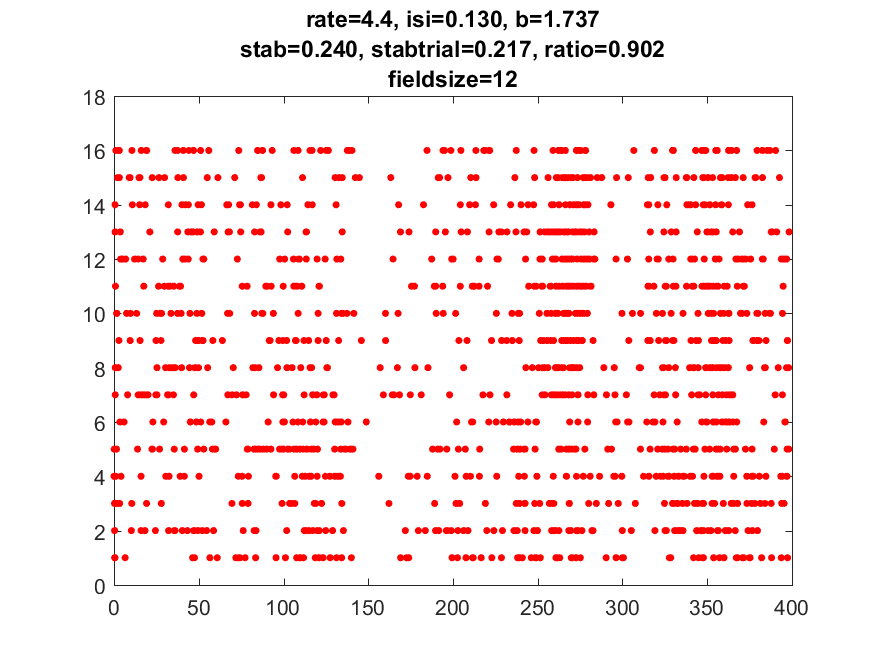 rate=4.4, isi=0.130, b=1.737
stab=0.240, stabtrial=0.217, ratio=0.902
fieldsize=12
18
16
14
12
10
8
6
4
2
0
0 50 100 150 200 250 300 350 400